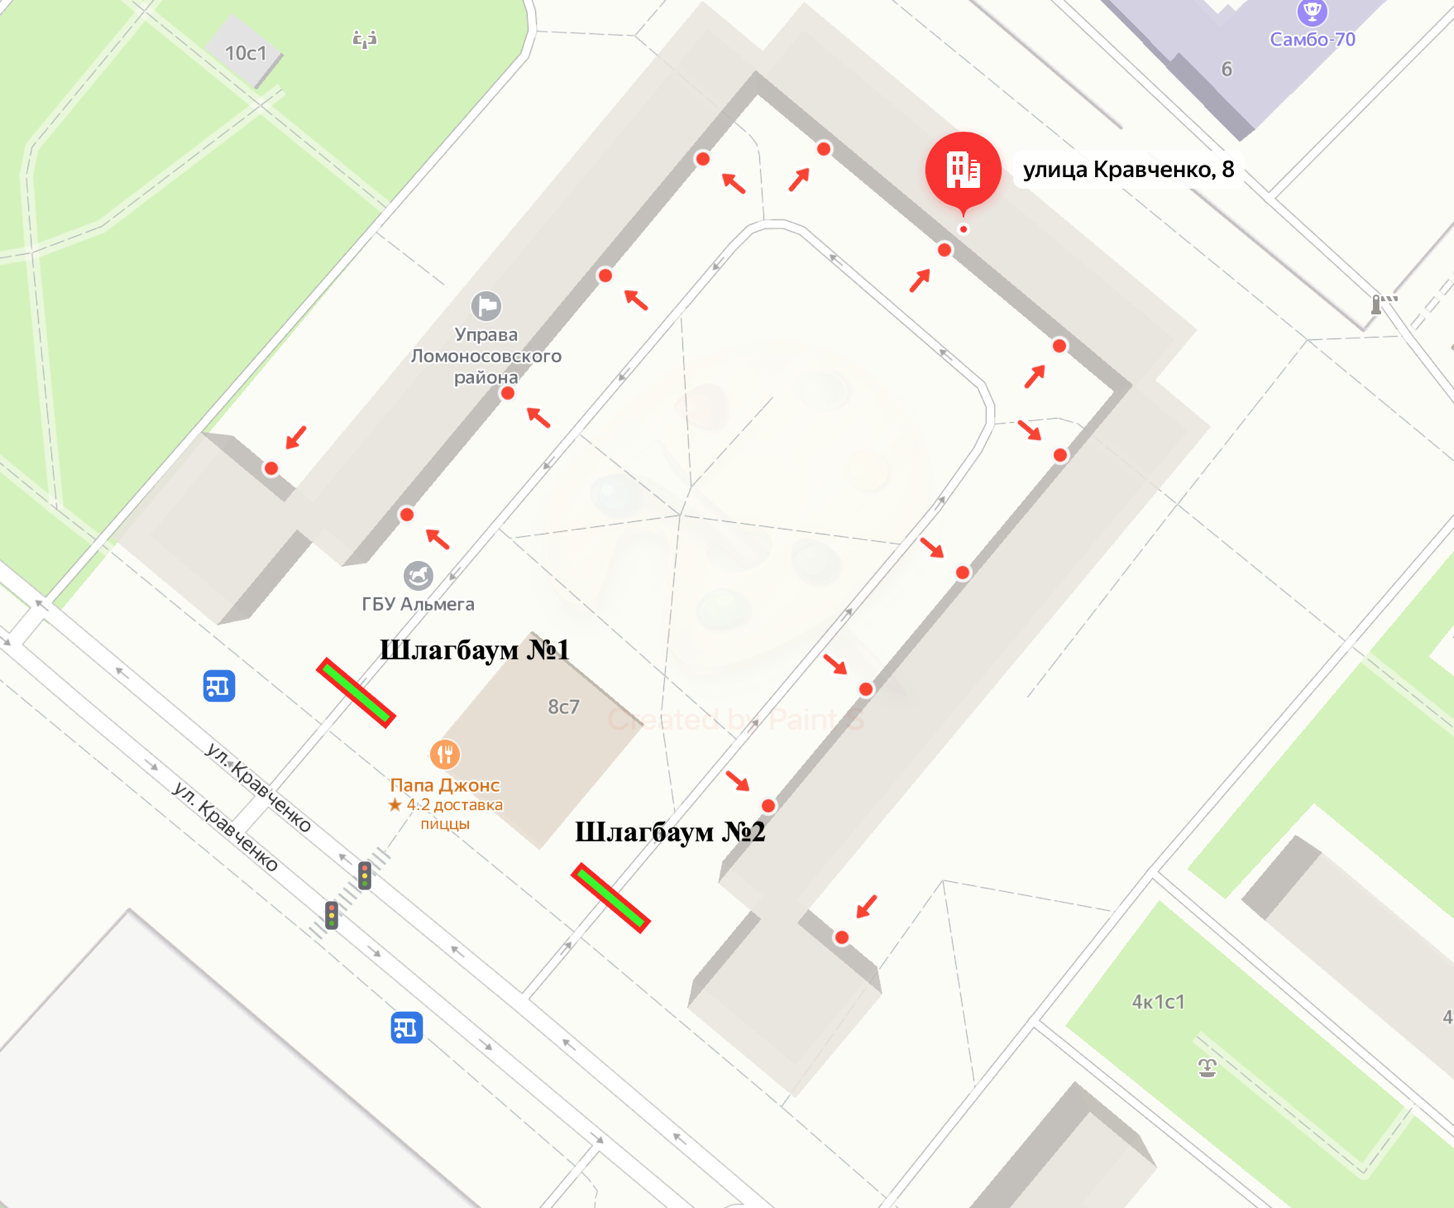 10с1
Самбо-70
6
улица Кравченко, 8
Управа
Ломоносовского
района
ГБУ Альмега
Шлагбаум №1
8с7
Created by Paint S
Папа Джонс
★ 4.2 доставка
пиццы
ул. Кравченко
ул. Кравченко
Шлагбаум №2
4к1с1
4